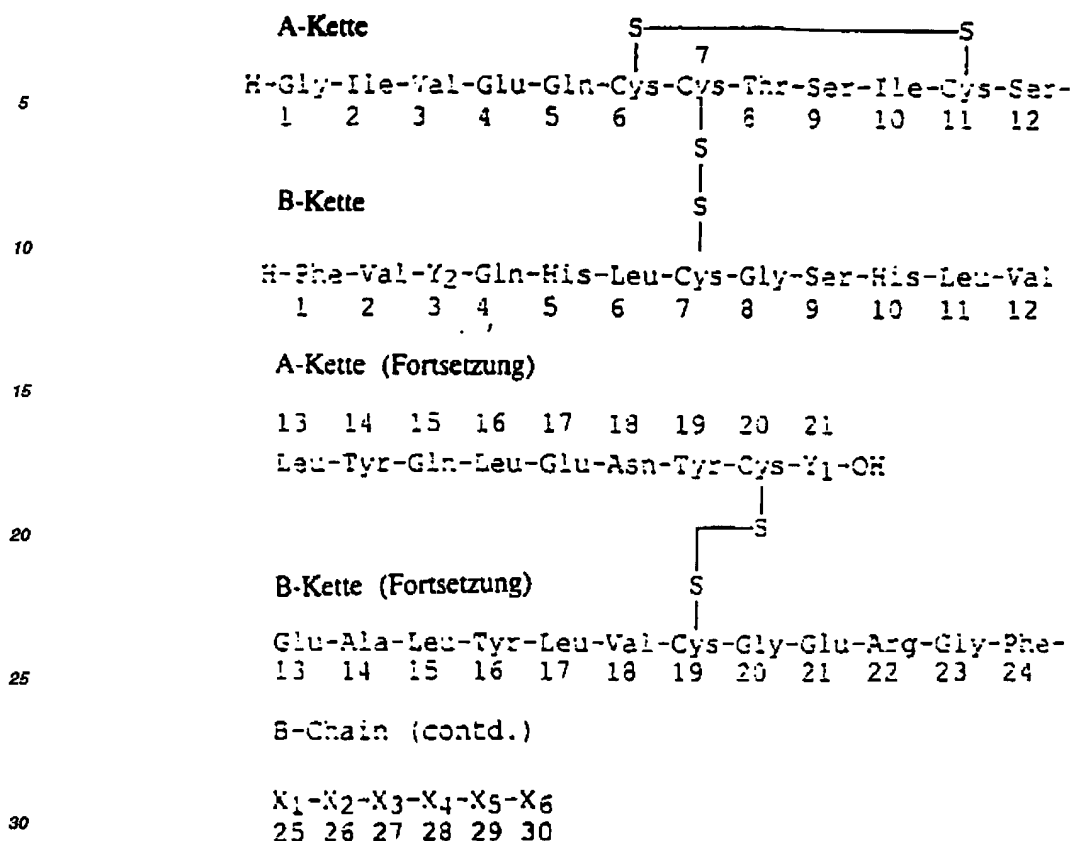 A-Kette
S S
7
H-Gly-Ile-Val-Glu-Gln-Cys-Cys-Thr-Ser-Ile-Cys-Ser-
5
1 2 3 4 5 6 8 9 10 11 12
S
B-Kette
S
10
H-Phe-Val-Y2-Gln-His-Leu-Cys-Gly-Ser-His-Leu-Val
1 2 3 4 5 6 7 8 9 10 11 12
A-Kette (Fortsetzung)
15
13 14 15 16 17 18 19 20 21
Leu-Tyr-Gln-Leu-Glu-Asn-Tyr-Cys-Y1-OH
20
S
S
B-Kette (Fortsetzung)
Glu-Ala-Leu-Tyr-Leu-Val-Cys-Gly-Glu-Arg-Gly-Phe-
25
13 14 15 16 17 18 19 20 21 22 23 24
B-Chain (contd.)
X1-X2-X3-X4-X5-X6
30
25 26 27 28 29 30